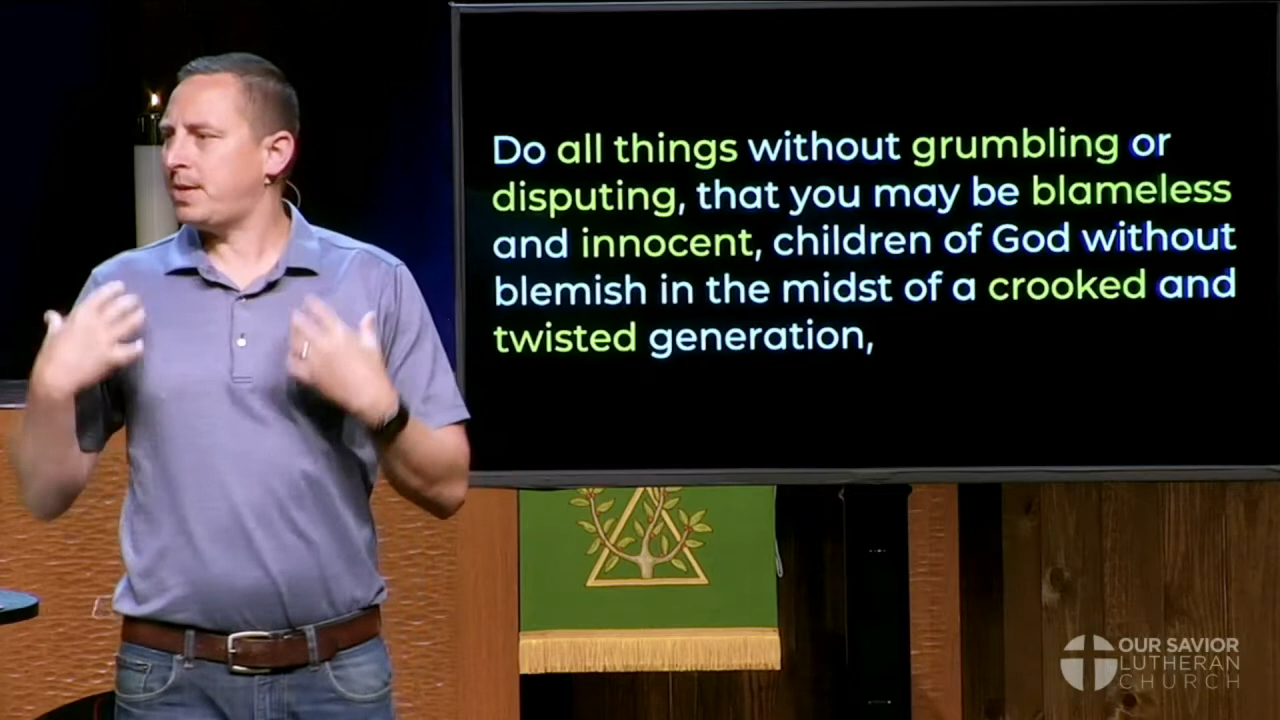 Do all things without grumbling or
disputing, that you may be blameless
and innocent, children of God without
blemish in the midst of a crooked and
twisted generation,
OUR SAVIOR
LUTHERAN
CHURCH